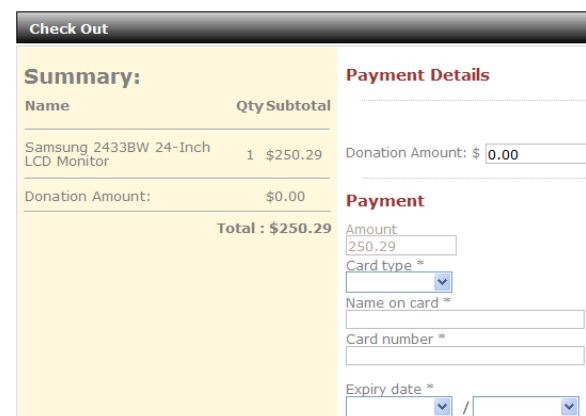 Check Out
Summary:
Name Qty Subtotal
Samsung 2433BW 24-Inch
LCD Monitor 1 $250.29
Donation Amount: $0.00
Total : $250.29
Payment Details
Donation Amount: $ 0.00
Payment
Amount
250.29
Card type *
Name on card *
Card number *
Expiry date *
/